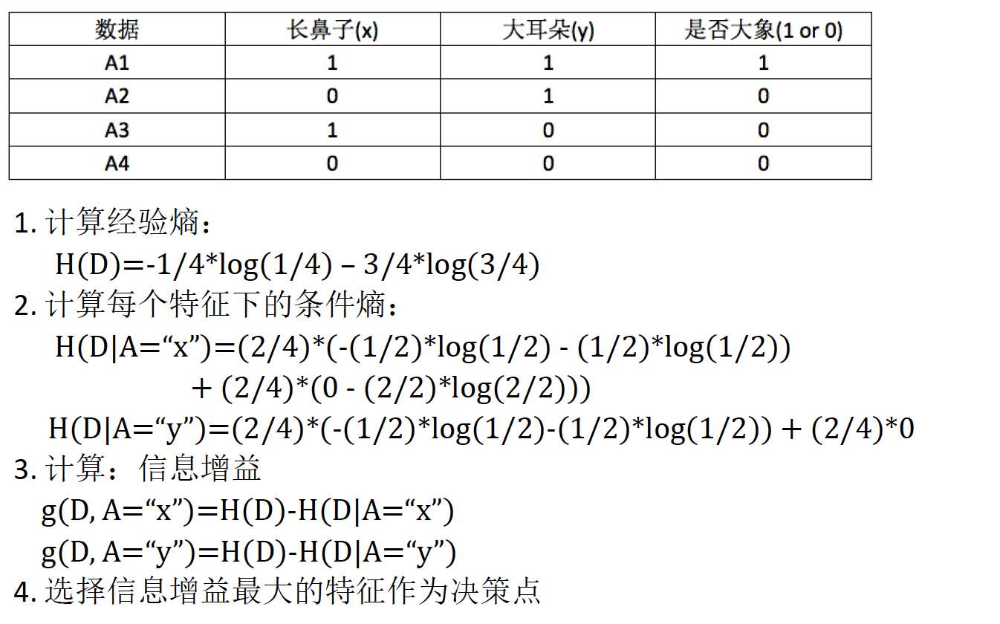 数据 长鼻子(x) 大耳朵(y) 是否大象(1 or 0)
A1 1 1 1
A2 0 1 0
A3 1 0 0
A4 0 0 0
1. 计算经验熵：
H(D)=-1/4*log(1/4) – 3/4*log(3/4)
2. 计算每个特征下的条件熵：
H(D|A=“x”)=(2/4)*(-(1/2)*log(1/2) - (1/2)*log(1/2))
+ (2/4)*(0 - (2/2)*log(2/2)))
H(D|A=“y”)=(2/4)*(-(1/2)*log(1/2)-(1/2)*log(1/2)) + (2/4)*0
3. 计算：信息增益
g(D, A=“x”)=H(D)-H(D|A=“x”)
g(D, A=“y”)=H(D)-H(D|A=“y”)
4. 选择信息增益最大的特征作为决策点